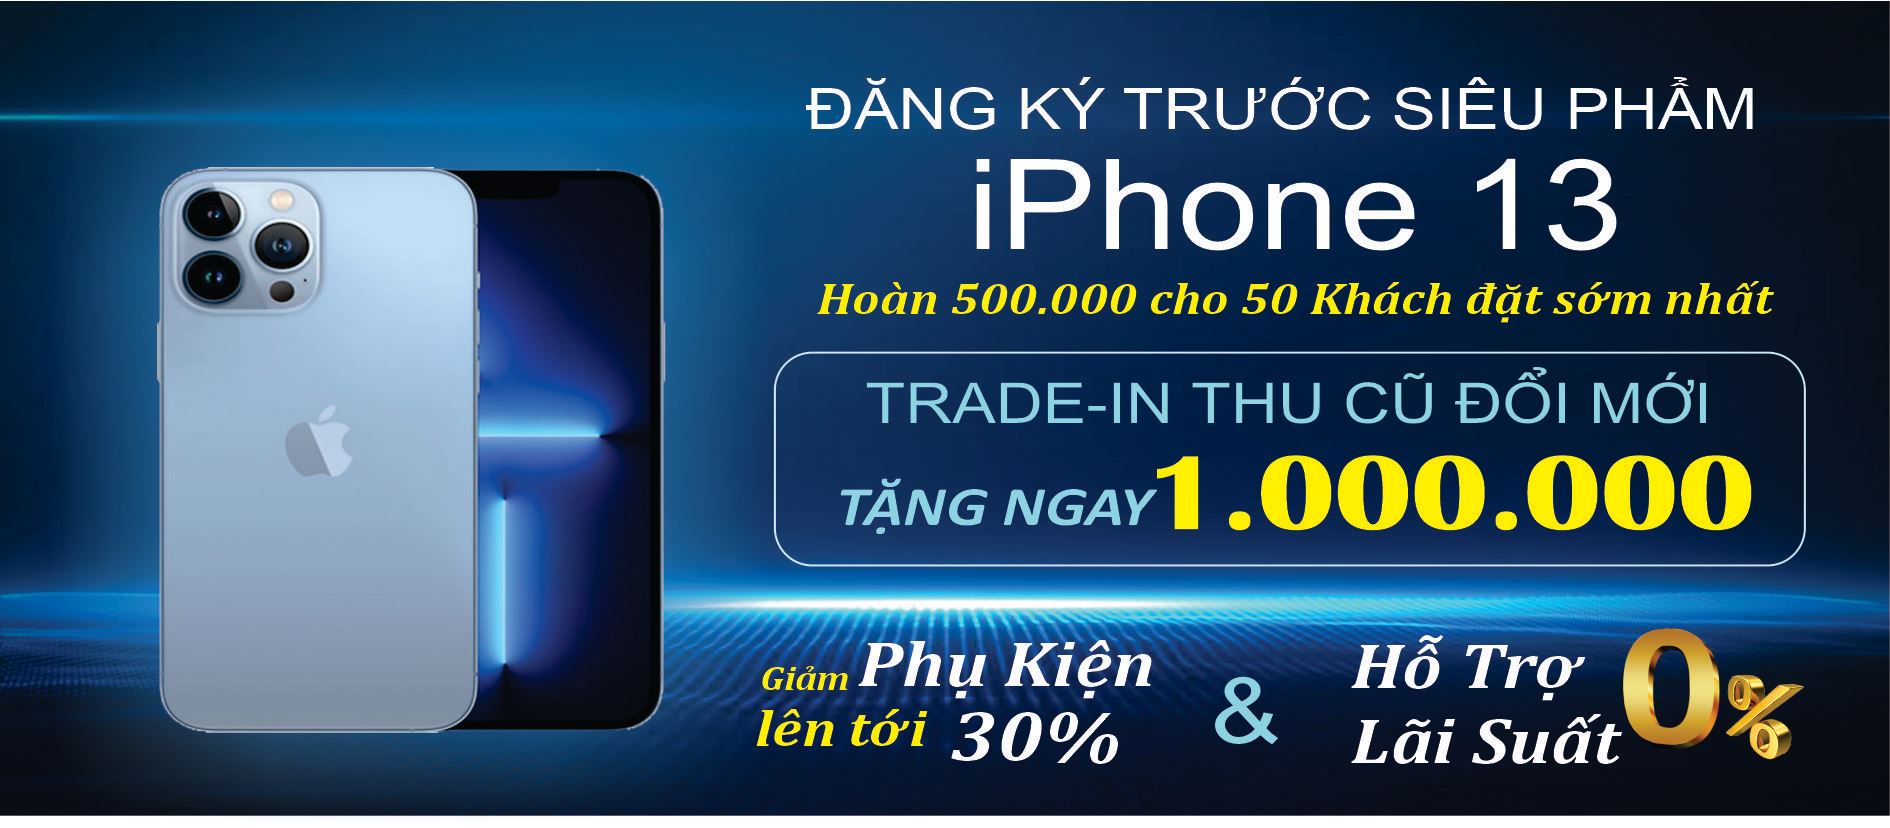 ĐĂNG KÝ TRƯỚC SIÊU PHẨM
iPhone 13
Hoàn 500.000 cho 50 Khách đặt sớm nhất
TRADE-IN THU CŨ ĐỔI MỚI
TẶNG NGAY 1.000.000
Giảm Phụ Kiện
lên tới 30%
&
Hỗ Trợ
Lãi Suất 0%